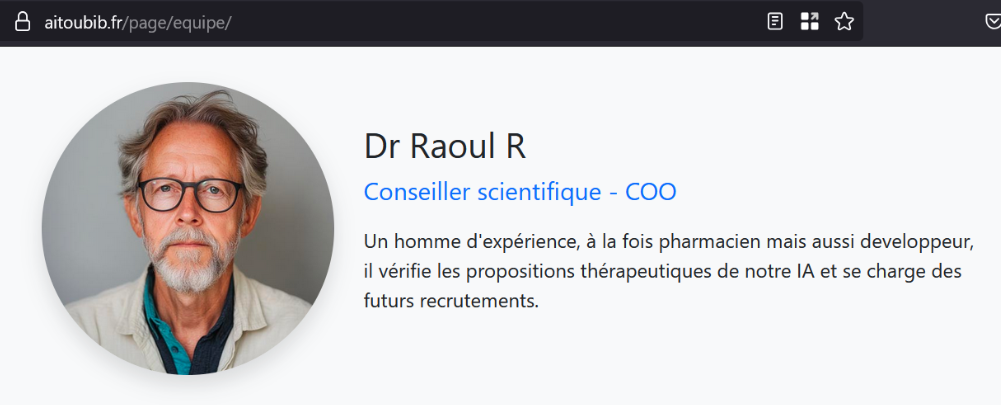 aitoubib.fr/page/equipe/
Dr Raoul R
Conseiller scientifique - COO
Un homme d'expérience, à la fois pharmacien mais aussi developpeur,
il vérifie les propositions thérapeutiques de notre IA et se charge des
futurs recrutements.